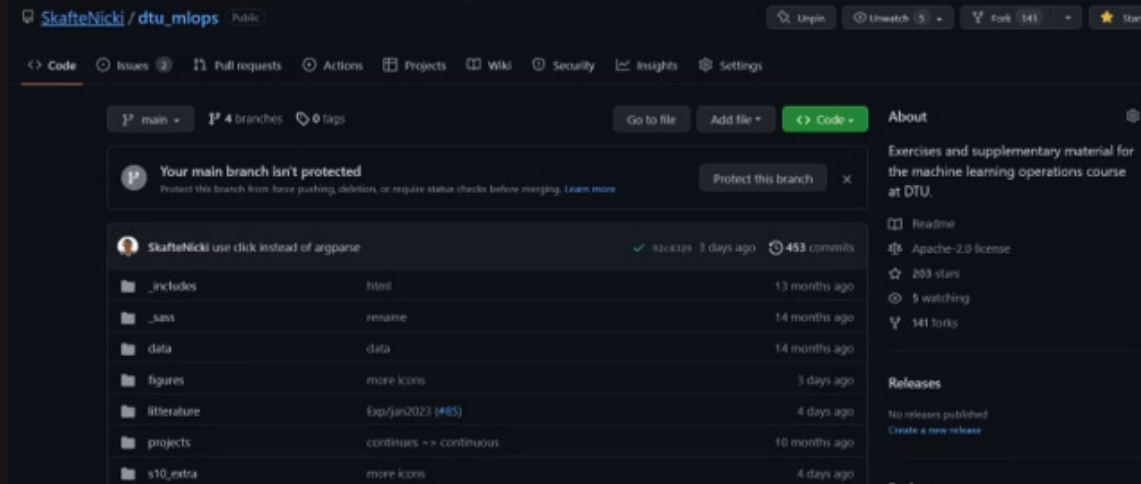 SkafteNicki / dtu_mlops Public
Unpin Unwatch 5 Fork 141 Star
Code Issues 2 Pull requests Actions Projects Wiki Security Insights Settings
main 4 branches 0 tags Go to file Add file Code
Your main branch isn't protected
Protect this branch from force pushing, deletion, or require status checks before merging. Learn more
Protect this branch
SkafteNicki use click instead of argparse 3 days ago 453 commits
_includes html 13 months ago
_sass rename 14 months ago
data data 14 months ago
figures more icons 3 days ago
litterature Exp/jan2023 (#85) 4 days ago
projects continues -> continuous 10 months ago
s10_extra more icons 4 days ago
About
Exercises and supplementary material for
the machine learning operations course
at DTU.
Readme
Apache-2.0 license
203 stars
5 watching
141 forks
Releases
No releases published
Create a new release